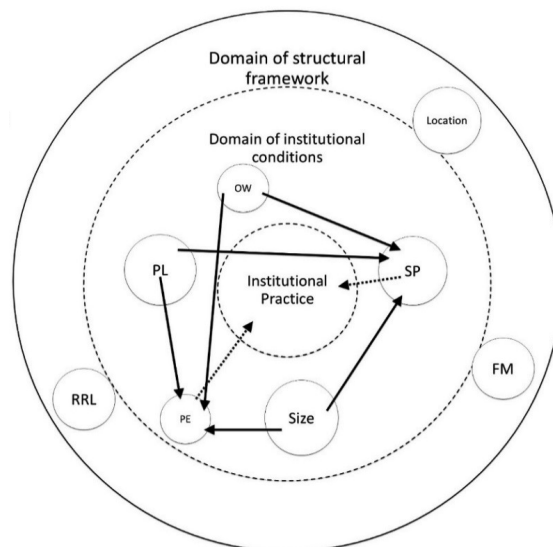 Domain of structural
framework
Location
Domain of institutional
conditions
OW
PL
SP
Institutional
Practice
FM
RRL
PE
Size